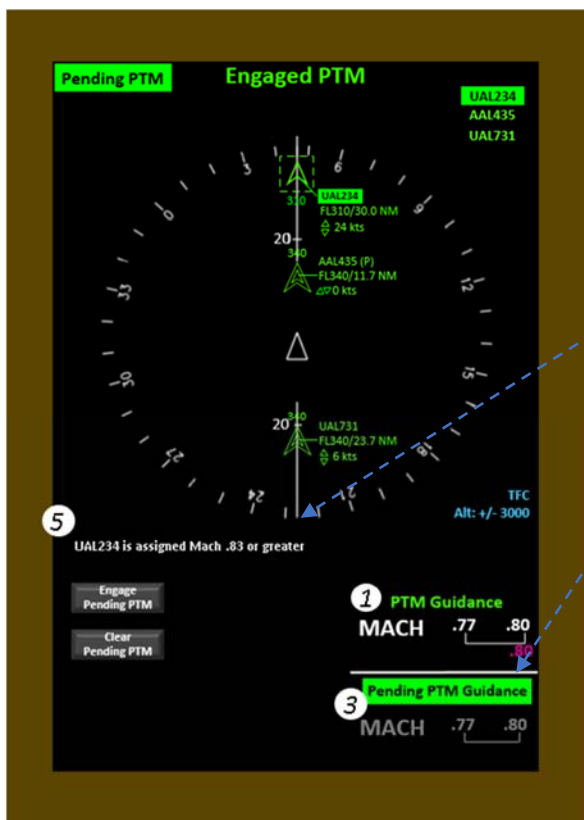 Pending PTM
Engaged PTM
UAL234
AAL435
UAL731
3
6
9
12
15
18
21
24
27
30
33
0
310
UAL234
FL310/30.0 NM
24 kts
20
340
AAL435 (P)
FL340/11.7 NM
0 kts
20
340
UAL731
FL340/23.7 NM
6 kts
TFC
Alt: +/- 3000
5
UAL234 is assigned Mach .83 or greater
Engage
Pending PTM
Clear
Pending PTM
1
PTM Guidance
MACH .77 .80
.80
Pending PTM Guidance
3
MACH .77 .80